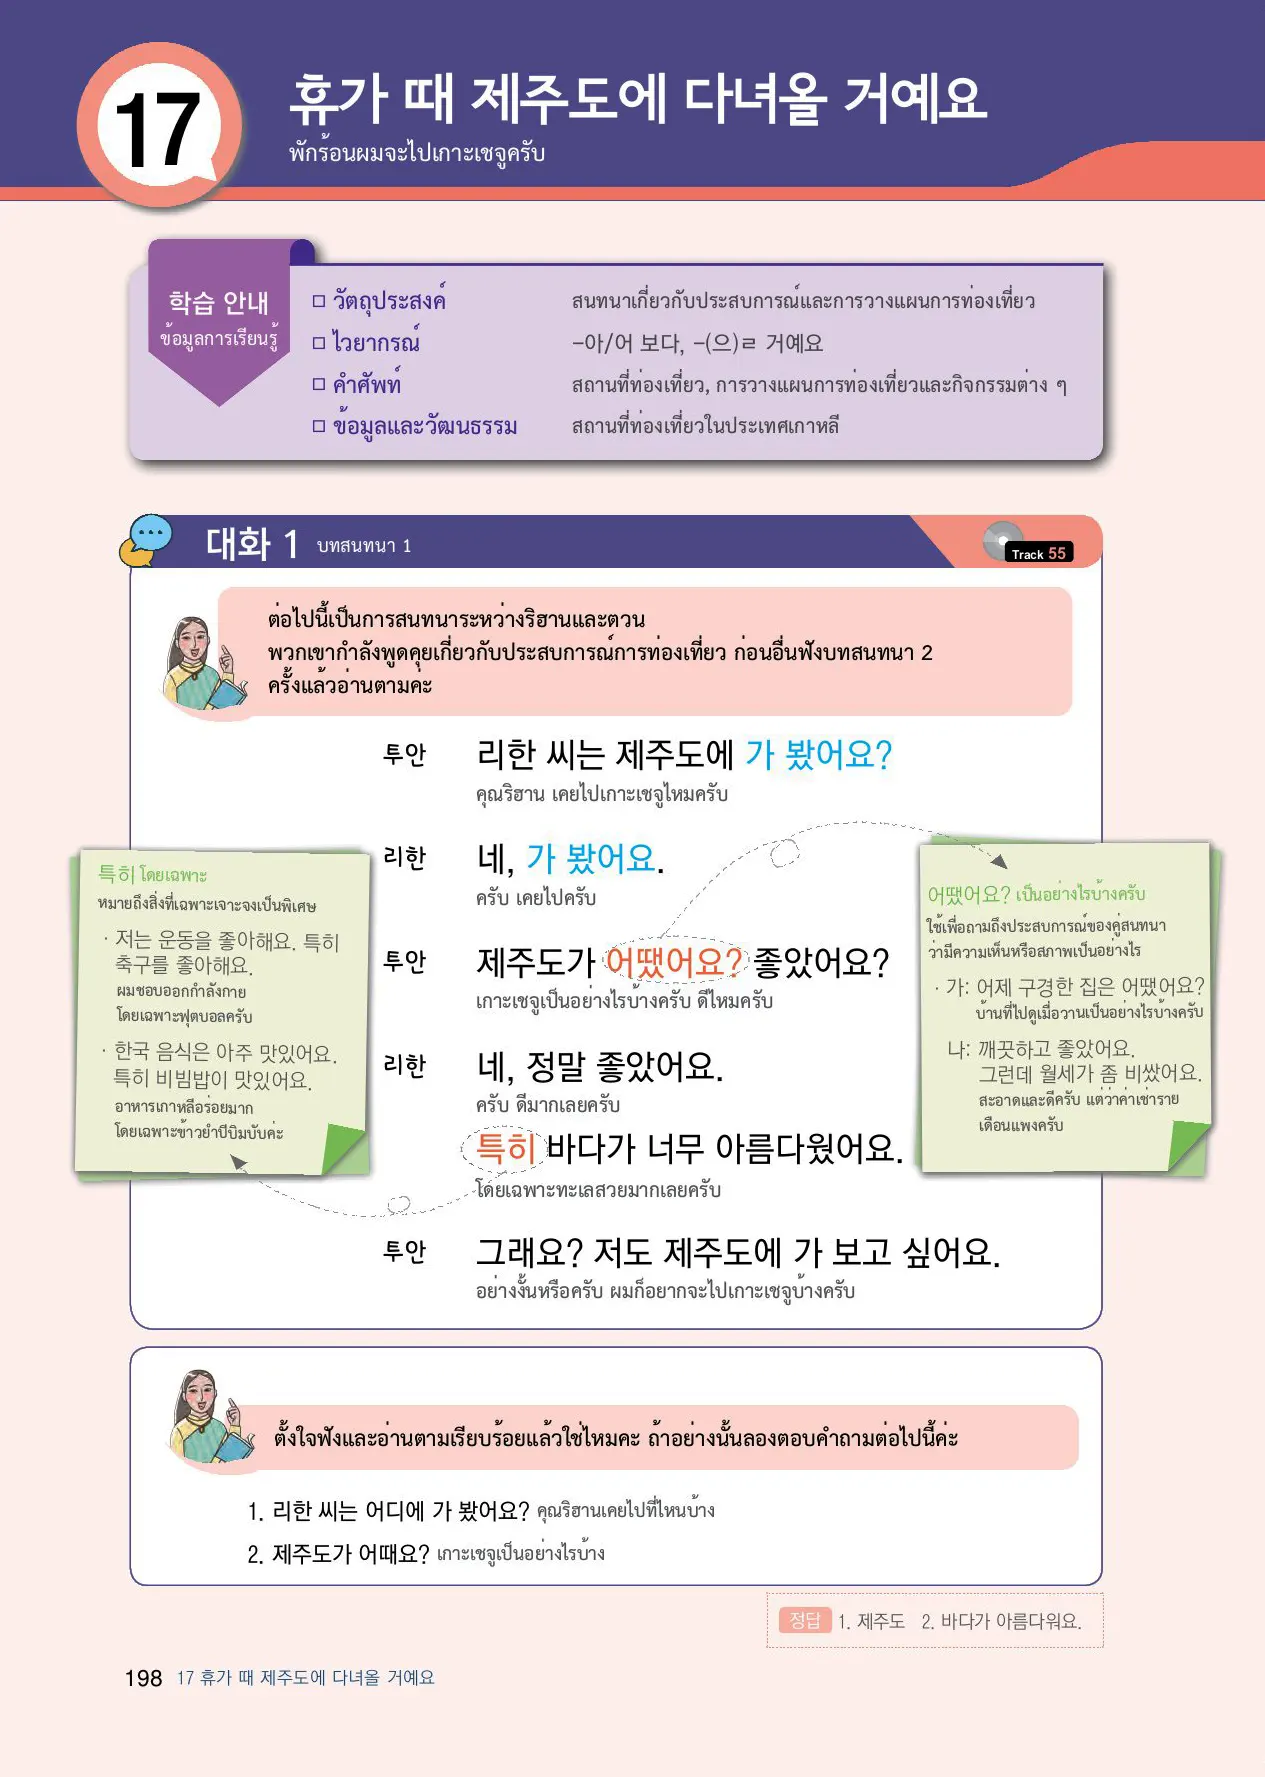 17
휴가 때 제주도에 다녀올 거예요
พักร้อนผมจะไปเกาะเชจูครับ
학습 안내
ข้อมูลการเรียนรู้
□ วัตถุประสงค์ สนทนาเกี่ยวกับประสบการณ์และการวางแผนการท่องเที่ยว
□ ไวยากรณ์ -아/어 보다, -(으)ㄹ 거예요
□ คำศัพท์ สถานที่ท่องเที่ยว, การวางแผนการท่องเที่ยวและกิจกรรมต่าง ๆ
□ ข้อมูลและวัฒนธรรม สถานที่ท่องเที่ยวในประเทศเกาหลี
대화 1 บทสนทนา 1
Track 55
ต่อไปนี้เป็นการสนทนาระหว่างริฮานและตวน
พวกเขากำลังพูดคุยเกี่ยวกับประสบการณ์การท่องเที่ยว ก่อนอื่นฟังบทสนทนา 2
ครั้งแล้วอ่านตามค่ะ
투안 리한 씨는 제주도에 가 봤어요?
คุณริฮาน เคยไปเกาะเชจูไหมครับ
리한 네, 가 봤어요.
ครับ เคยไปครับ
투안 제주도가 어땠어요? 좋았어요?
เกาะเชจูเป็นอย่างไรบ้างครับ ดีไหมครับ
리한 네, 정말 좋았어요.
ครับ ดีมากเลยครับ
특히 바다가 너무 아름다웠어요.
โดยเฉพาะทะเลสวยมากเลยครับ
투안 그래요? 저도 제주도에 가 보고 싶어요.
อย่างงั้นหรือครับ ผมก็อยากจะไปเกาะเชจูบ้างครับ
특히 โดยเฉพาะ
หมายถึงสิ่งที่เฉพาะเจาะจงเป็นพิเศษ
· 저는 운동을 좋아해요. 특히
축구를 좋아해요.
ผมชอบออกกำลังกาย
โดยเฉพาะฟุตบอลครับ
· 한국 음식은 아주 맛있어요.
특히 비빔밥이 맛있어요.
อาหารเกาหลีอร่อยมาก
โดยเฉพาะข้าวยำบีบิมบับค่ะ
어땠어요? เป็นอย่างไรบ้างครับ
ใช้เพื่อถามถึงประสบการณ์ของคู่สนทนา
ว่ามีความเห็นหรือสภาพเป็นอย่างไร
· 가: 어제 구경한 집은 어땠어요?
บ้านที่ไปดูเมื่อวานเป็นอย่างไรบ้างครับ
나: 깨끗하고 좋았어요.
그런데 월세가 좀 비쌌어요.
สะอาดและดีครับ แต่ว่าค่าเช่าราย
เดือนแพงครับ
ตั้งใจฟังและอ่านตามเรียบร้อยแล้วใช่ไหมคะ ถ้าอย่างนั้นลองตอบคำถามต่อไปนี้ค่ะ
1. 리한 씨는 어디에 가 봤어요? คุณริฮานเคยไปที่ไหนบ้าง
2. 제주도가 어때요? เกาะเชจูเป็นอย่างไรบ้าง
정답 1. 제주도 2. 바다가 아름다워요.
198 17 휴가 때 제주도에 다녀올 거예요